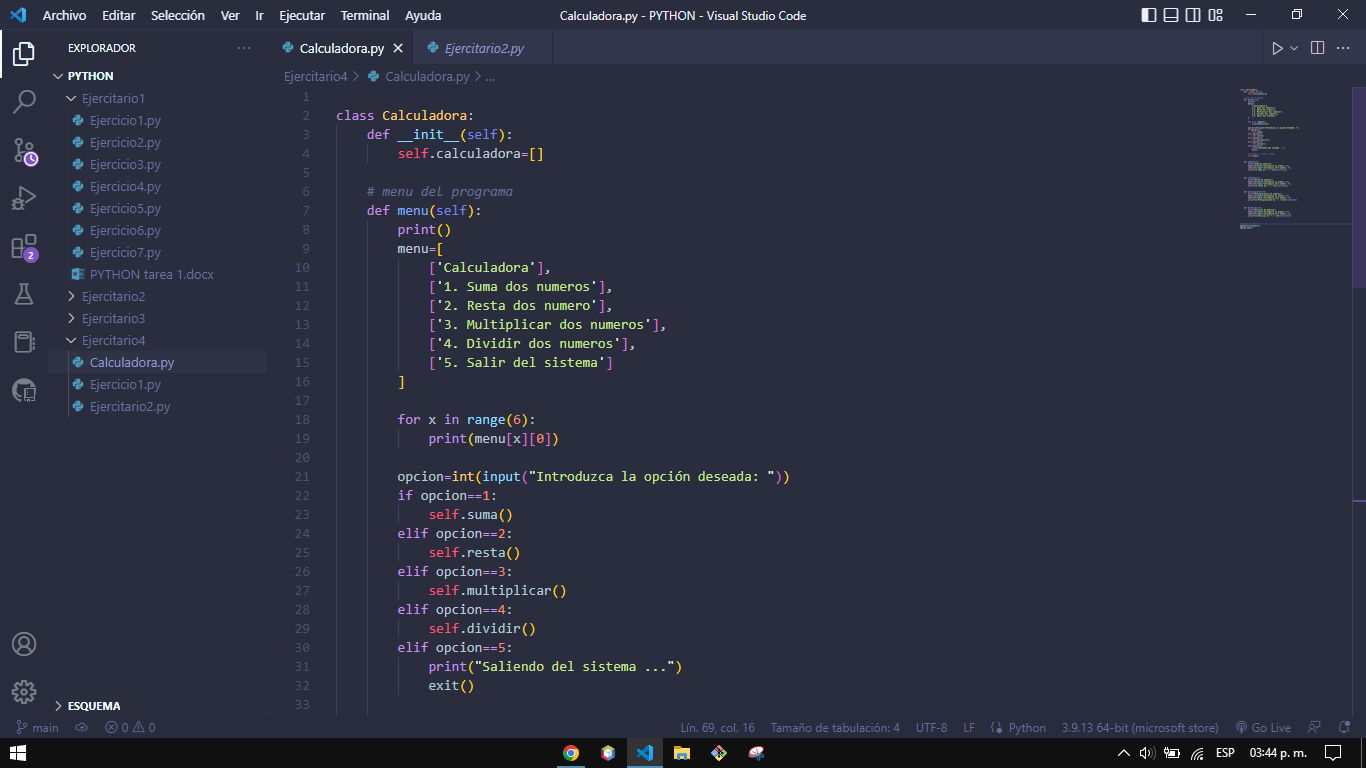 Archivo Editar Selección Ver Ir Ejecutar Terminal Ayuda
Calculadora.py - PYTHON - Visual Studio Code
EXPLORADOR
PYTHON
Ejercitario1
Ejercicio1.py
Ejercicio2.py
Ejercicio3.py
Ejercicio4.py
Ejercicio5.py
Ejercicio6.py
Ejercicio7.py
PYTHON tarea 1.docx
Ejercitario2
Ejercitario3
Ejercitario4
Calculadora.py
Ejercicio1.py
Ejercitario2.py
ESQUEMA
2
Calculadora.py Ejercitario2.py
Ejercitario4 > Calculadora.py > ...
1
2 class Calculadora:
3 def __init__(self):
4 self.calculadora=[]
5
6 # menu del programa
7 def menu(self):
8 print()
9 menu=[
10 ['Calculadora'],
11 ['1. Suma dos numeros'],
12 ['2. Resta dos numero'],
13 ['3. Multiplicar dos numeros'],
14 ['4. Dividir dos numeros'],
15 ['5. Salir del sistema']
16 ]
17
18 for x in range(6):
19 print(menu[x][0])
20
21 opcion=int(input("Introduzca la opción deseada: "))
22 if opcion==1:
23 self.suma()
24 elif opcion==2:
25 self.resta()
26 elif opcion==3:
27 self.multiplicar()
28 elif opcion==4:
29 self.dividir()
30 elif opcion==5:
31 print("Saliendo del sistema ...")
32 exit()
33
main 0 0 Lín. 69, col. 16 Tamaño de tabulación: 4 UTF-8 LF Python 3.9.13 64-bit (microsoft store) Go Live
ESP 03:44 p. m.